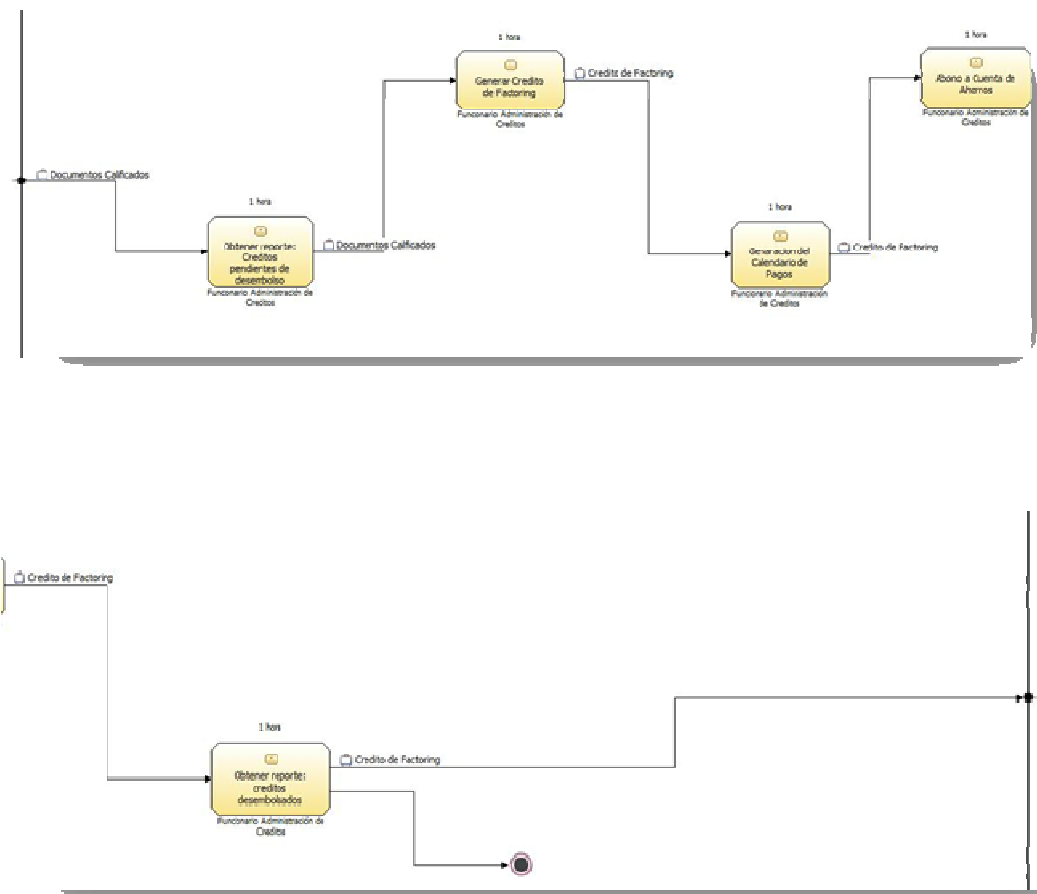 1 hora
Generar Credito
de Factoring
Funcionario Administración de
Creditos
Credito de Factoring
1 hora
Abono a Cuenta de
Ahorros
Funcionario Administración de
Creditos
Documentos Calificados
1 hora
Obtener reporte:
Creditos
pendientes de
desembolso
Funcionario Administración de
Creditos
Documentos Calificados
1 hora
Generacion del
Calendario de
Pagos
Funcionario Administración
de Creditos
Credito de Factoring
Credito de Factoring
1 hora
Obtener reporte:
creditos
desembolsados
Funcionario Administración de
Creditos
Credito de Factoring